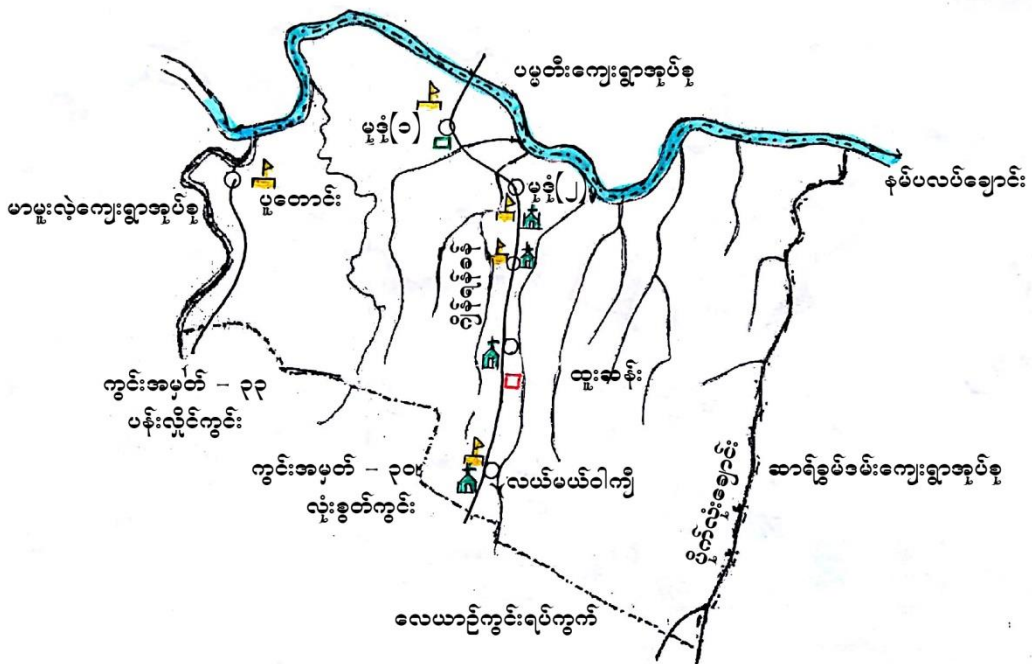 ပမ္မတီးကျေးရွာအုပ်စု
မုဒုံ(၁)
နမ်ပလပ်ချောင်း
မုဒုံ(၂)
ပူတောင်း
မာမူးလှဲ့ကျေးရွာအုပ်စု
ထူးဆန်း
ကွင်းအမှတ် – ၃၃
ပန်းလှိုင်ကွင်း
ကွင်းအမှတ် – ၃၀၊
လုံးစွတ်ကွင်း
လယ်မယ်ဝါကျီ
ဆာရ်ခွမ်ဒမ်းကျေးရွာအုပ်စု
လေယာဉ်ကွင်းရပ်ကွက်